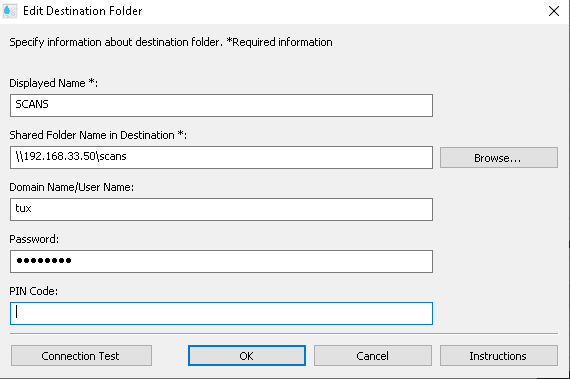 Edit Destination Folder
Specify information about destination folder. *Required information
Displayed Name *:
SCANS
Shared Folder Name in Destination *:
\\192.168.33.50\scans
Browse...
Domain Name/User Name:
tux
Password:
●●●●●●●●
PIN Code:
Connection Test
OK
Cancel
Instructions